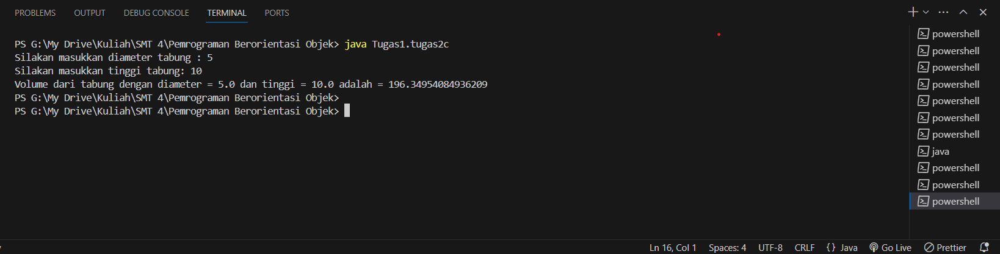 PROBLEMS OUTPUT DEBUG CONSOLE TERMINAL PORTS
PS G:\My Drive\Kuliah\SMT 4\Pemrograman Berorientasi Objek> java Tugas1.tugas2c
Silakan masukkan diameter tabung : 5
Silakan masukkan tinggi tabung: 10
Volume dari tabung dengan diameter = 5.0 dan tinggi = 10.0 adalah = 196.34954084936209
PS G:\My Drive\Kuliah\SMT 4\Pemrograman Berorientasi Objek>
PS G:\My Drive\Kuliah\SMT 4\Pemrograman Berorientasi Objek>
powershell
powershell
powershell
powershell
powershell
powershell
powershell
java
powershell
powershell
powershell
Ln 16, Col 1 Spaces: 4 UTF-8 CRLF {} Java Go Live Prettier